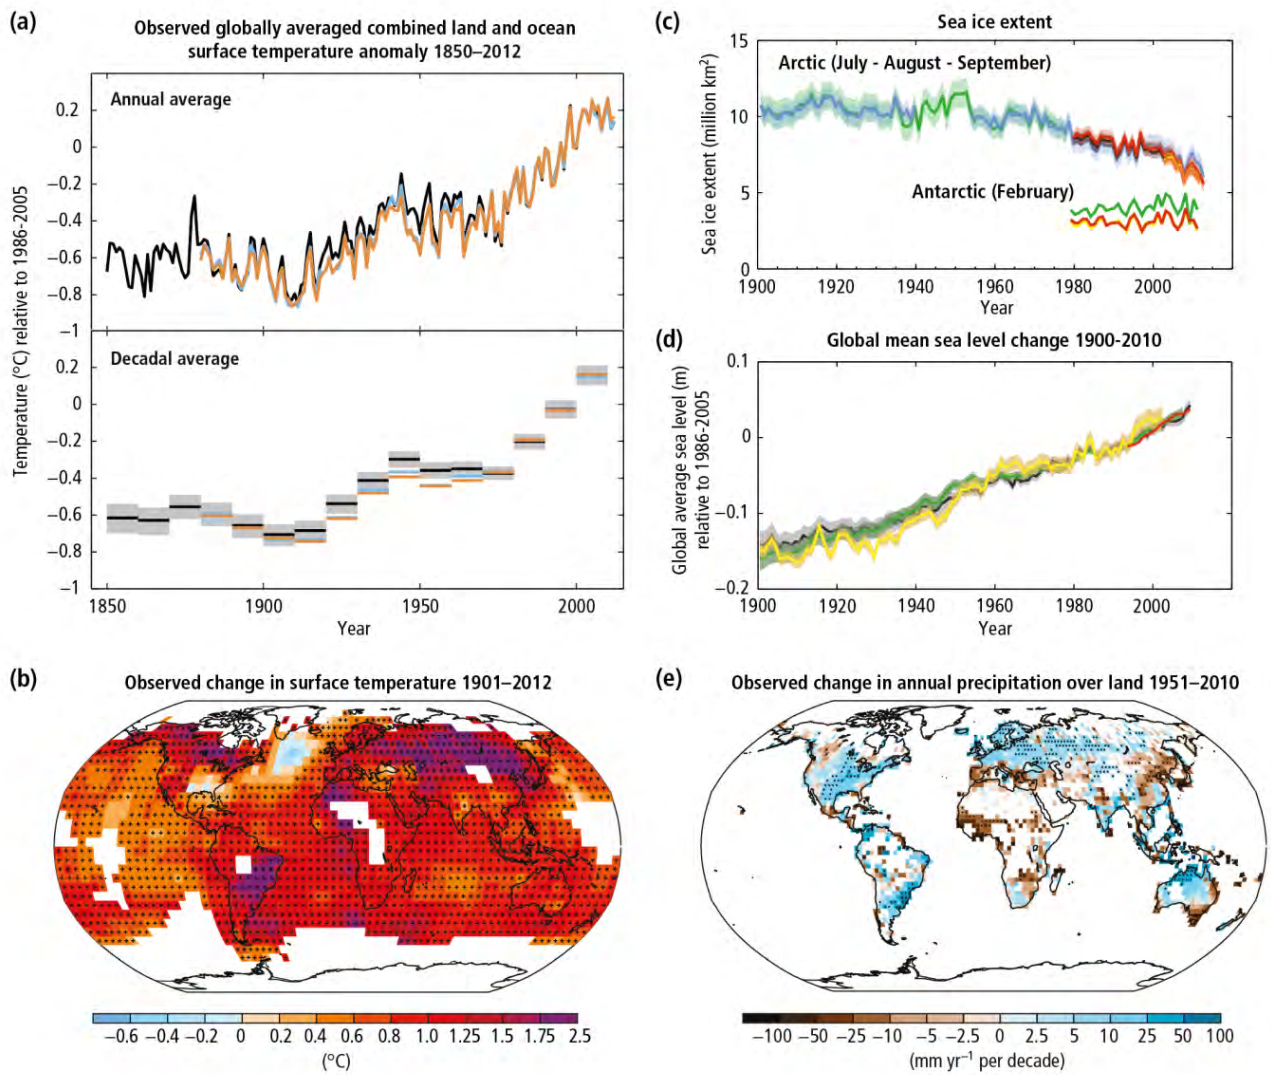 (a)
Observed globally averaged combined land and ocean
surface temperature anomaly 1850–2012
Annual average
0.2
0
−0.2
−0.4
−0.6
−0.8
−1
Decadal average
0.2
0
−0.2
−0.4
−0.6
−0.8
−1
Temperature (°C) relative to 1986-2005
1850 1900 1950 2000
Year
(c)
Sea ice extent
15
10
5
0
Sea ice extent (million km²)
Arctic (July - August - September)
Antarctic (February)
1900 1920 1940 1960 1980 2000
Year
(d)
Global mean sea level change 1900-2010
0.1
0
−0.1
−0.2
Global average sea level (m)
relative to 1986-2005
1900 1920 1940 1960 1980 2000
Year
(b)
Observed change in surface temperature 1901–2012
−0.6 −0.4 −0.2 0 0.2 0.4 0.6 0.8 1.0 1.25 1.5 1.75 2.5
(°C)
(e)
Observed change in annual precipitation over land 1951–2010
−100 −50 −25 −10 −5 −2.5 0 2.5 5 10 25 50 100
(mm yr⁻¹ per decade)